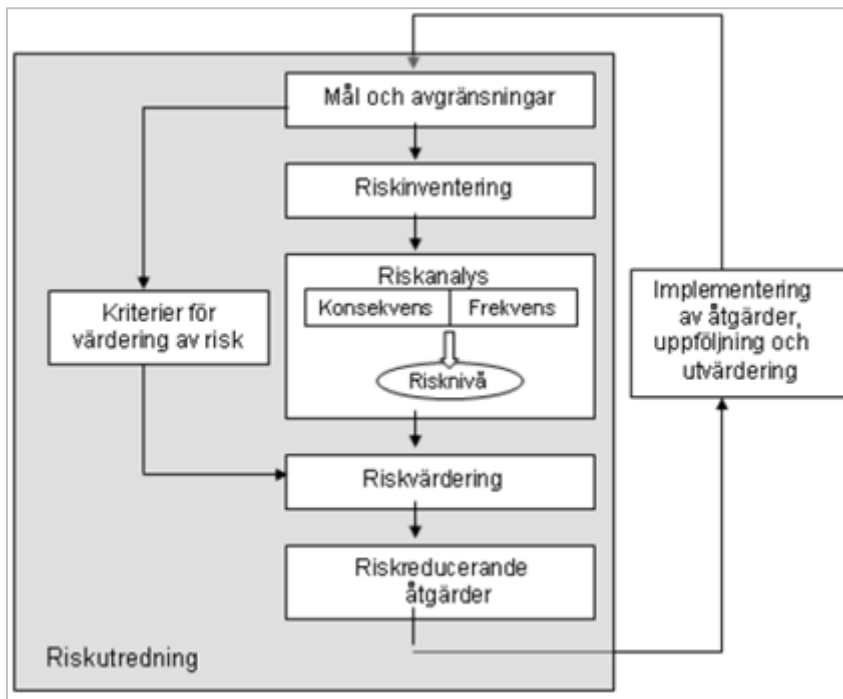 Mål och avgränsningar
Riskinventering
Riskanalys
Konsekvens
Frekvens
Risknivå
Kriterier för
värdering av risk
Implementering
av åtgärder,
uppföljning och
utvärdering
Riskvärdering
Riskreducerande
åtgärder
Riskutredning